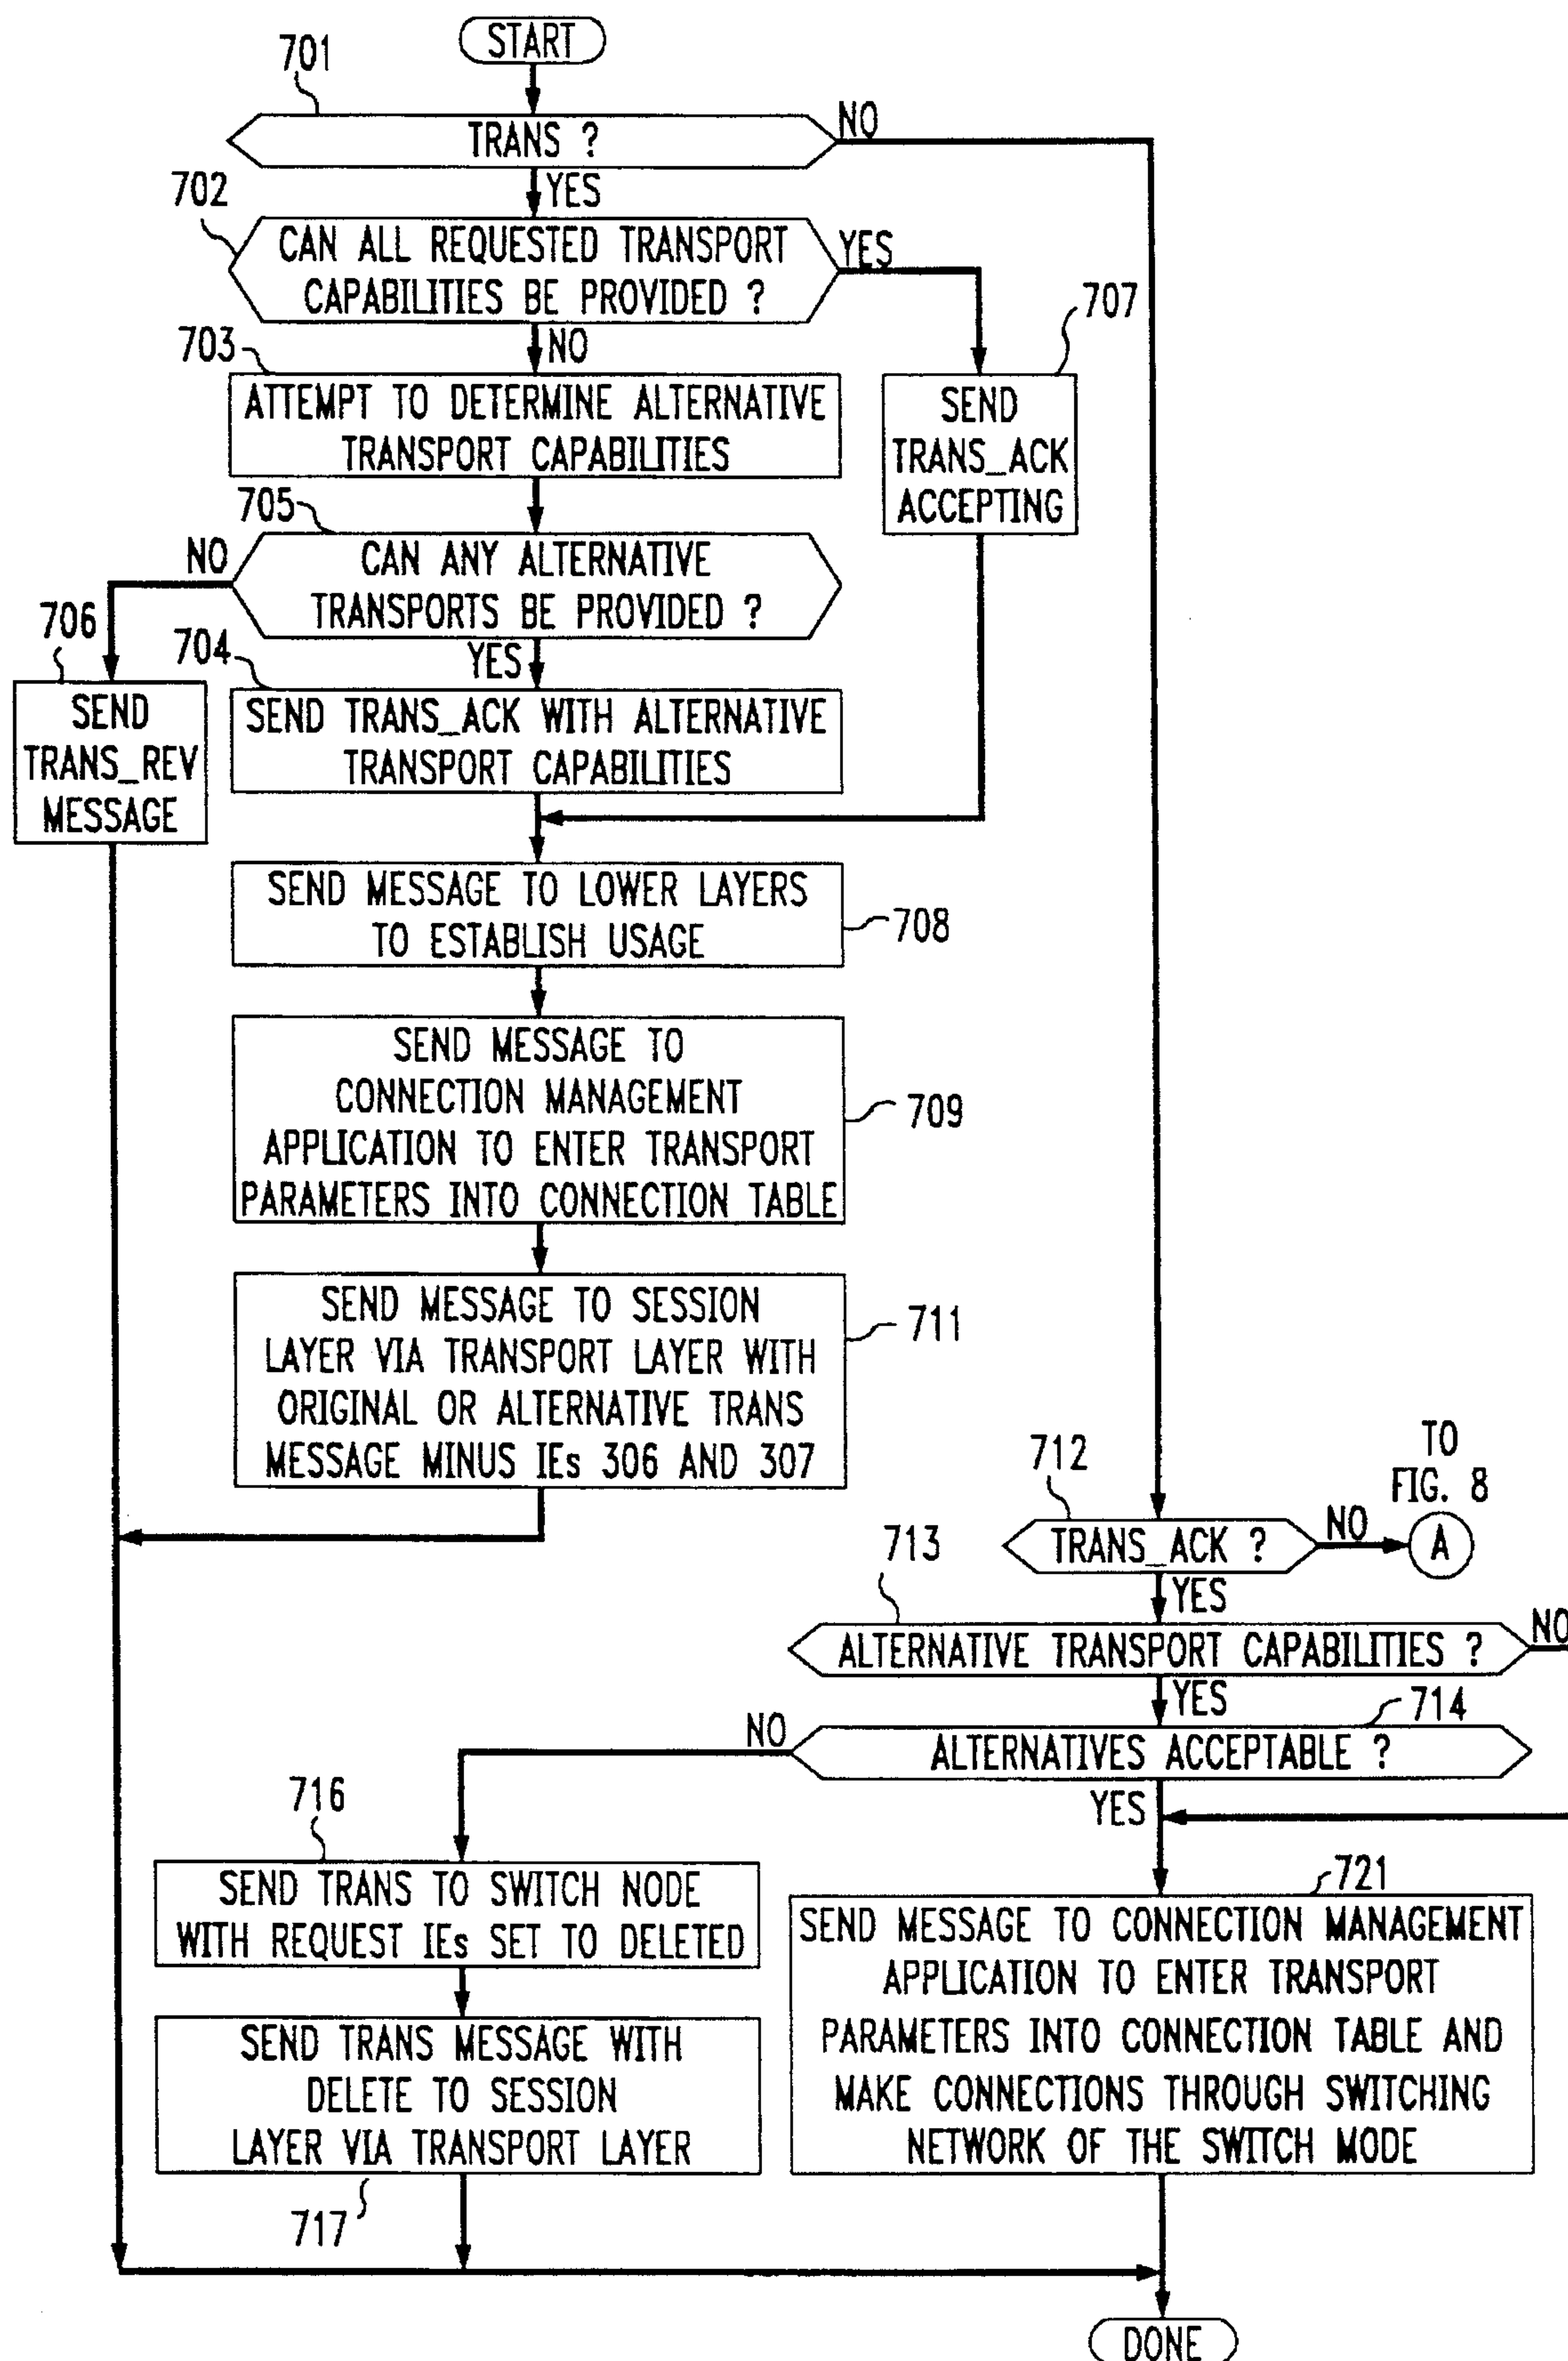 START
701
TRANS ?
NO
YES
702
CAN ALL REQUESTED TRANSPORT
CAPABILITIES BE PROVIDED ?
YES
707
NO
703
ATTEMPT TO DETERMINE ALTERNATIVE
TRANSPORT CAPABILITIES
SEND
TRANS_ACK
ACCEPTING
705
CAN ANY ALTERNATIVE
TRANSPORTS BE PROVIDED ?
NO
706
SEND
TRANS_REV
MESSAGE
YES
704
SEND TRANS_ACK WITH ALTERNATIVE
TRANSPORT CAPABILITIES
SEND MESSAGE TO LOWER LAYERS
TO ESTABLISH USAGE
708
SEND MESSAGE TO
CONNECTION MANAGEMENT
APPLICATION TO ENTER TRANSPORT
PARAMETERS INTO CONNECTION TABLE
709
SEND MESSAGE TO SESSION
LAYER VIA TRANSPORT LAYER WITH
ORIGINAL OR ALTERNATIVE TRANS
MESSAGE MINUS IEs 306 AND 307
711
712
TRANS_ACK ?
NO
TO
FIG. 8
A
YES
713
ALTERNATIVE TRANSPORT CAPABILITIES ?
NO
YES
714
ALTERNATIVES ACCEPTABLE ?
NO
YES
716
SEND TRANS TO SWITCH NODE
WITH REQUEST IEs SET TO DELETED
SEND TRANS MESSAGE WITH
DELETE TO SESSION
LAYER VIA TRANSPORT LAYER
717
721
SEND MESSAGE TO CONNECTION MANAGEMENT
APPLICATION TO ENTER TRANSPORT
PARAMETERS INTO CONNECTION TABLE AND
MAKE CONNECTIONS THROUGH SWITCHING
NETWORK OF THE SWITCH MODE
DONE